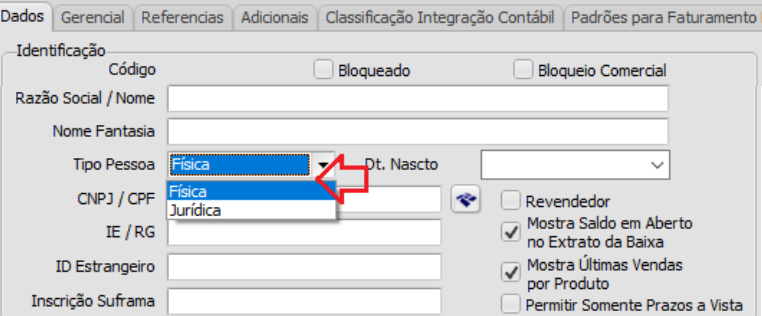 Dados Gerencial Referencias Adicionais Classificação Integração Contábil Padrões para Faturamento
Identificação
Código Bloqueado Bloqueio Comercial
Razão Social / Nome
Nome Fantasia
Tipo Pessoa Física Dt. Nascto
Física
CNPJ / CPF Revendedor
Jurídica
IE / RG Mostra Saldo em Aberto
no Extrato da Baixa
ID Estrangeiro Mostra Últimas Vendas
por Produto
Inscrição Suframa Permitir Somente Prazos a Vista